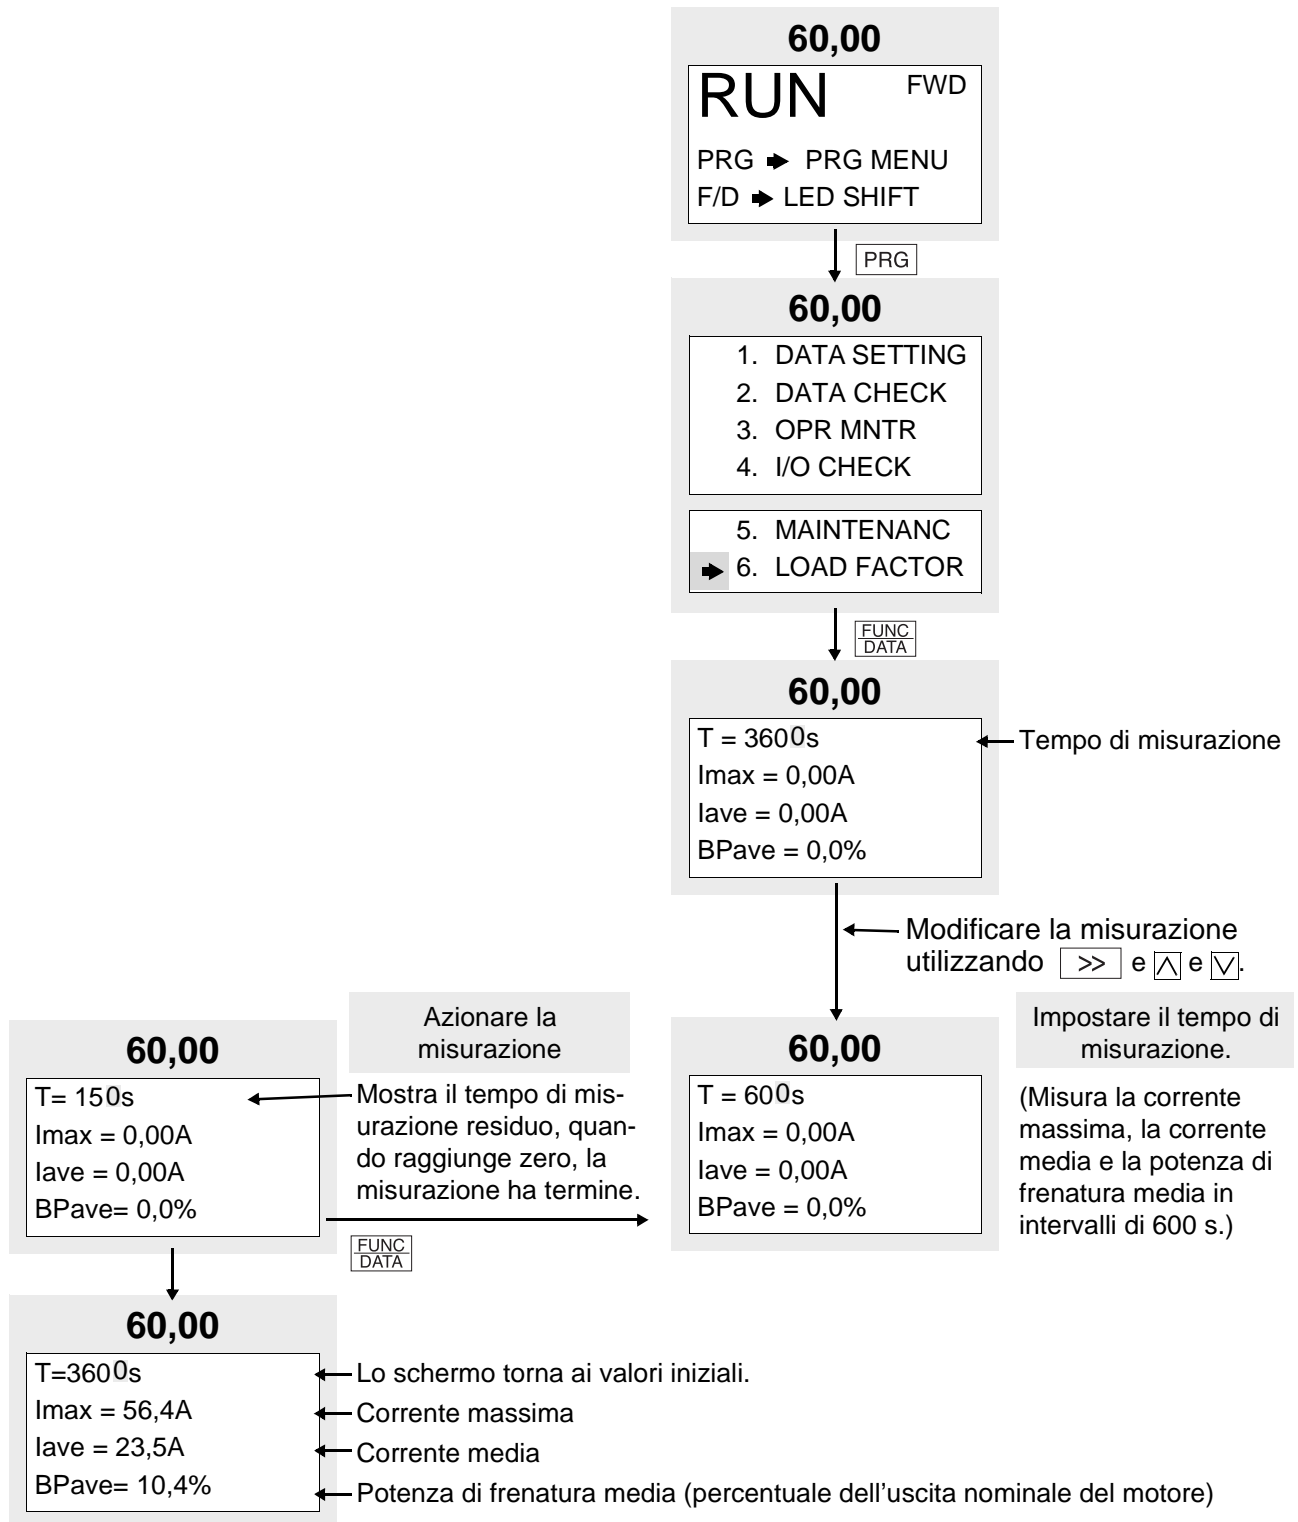 60,00
RUN FWD
PRG ➨ PRG MENU
F/D ➨ LED SHIFT
PRG
60,00
1. DATA SETTING
2. DATA CHECK
3. OPR MNTR
4. I/O CHECK
5. MAINTENANC
➨ 6. LOAD FACTOR
FUNC
DATA
60,00
T = 3600s
Imax = 0,00A
Iave = 0,00A
BPave = 0,0%
Tempo di misurazione
Modificare la misurazione
utilizzando >> e ∧ e ∨.
60,00
T = 600s
Imax = 0,00A
Iave = 0,00A
BPave = 0,0%
Impostare il tempo di
misurazione.
(Misura la corrente
massima, la corrente
media e la potenza di
frenatura media in
intervalli di 600 s.)
Azionare la
misurazione
Mostra il tempo di mis-
urazione residuo, quan-
do raggiunge zero, la
misurazione ha termine.
FUNC
DATA
60,00
T= 150s
Imax = 0,00A
Iave = 0,00A
BPave= 0,0%
60,00
T=3600s
Imax = 56,4A
Iave = 23,5A
BPave= 10,4%
Lo schermo torna ai valori iniziali.
Corrente massima
Corrente media
Potenza di frenatura media (percentuale dell'uscita nominale del motore)